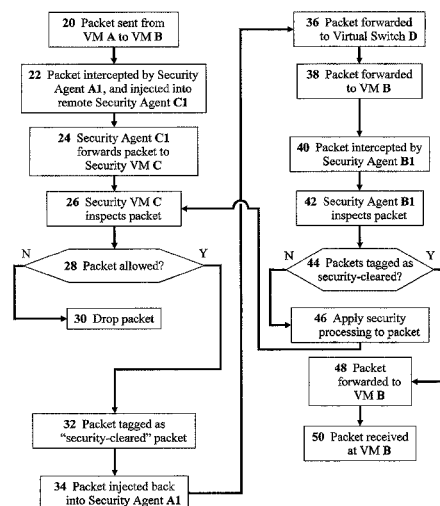 20 Packet sent from
VM A to VM B
22 Packet intercepted by Security
Agent A1, and injected into
remote Security Agent C1
24 Security Agent C1
forwards packet to
Security VM C
26 Security VM C
inspects packet
N
28 Packet allowed?
Y
30 Drop packet
32 Packet tagged as
"security-cleared" packet
34 Packet injected back
into Security Agent A1
36 Packet forwarded
to Virtual Switch D
38 Packet forwarded
to VM B
40 Packet intercepted by
Security Agent B1
42 Security Agent B1
inspects packet
N
44 Packets tagged as
security-cleared?
Y
46 Apply security
processing to packet
48 Packet
forwarded to
VM B
50 Packet received
at VM B